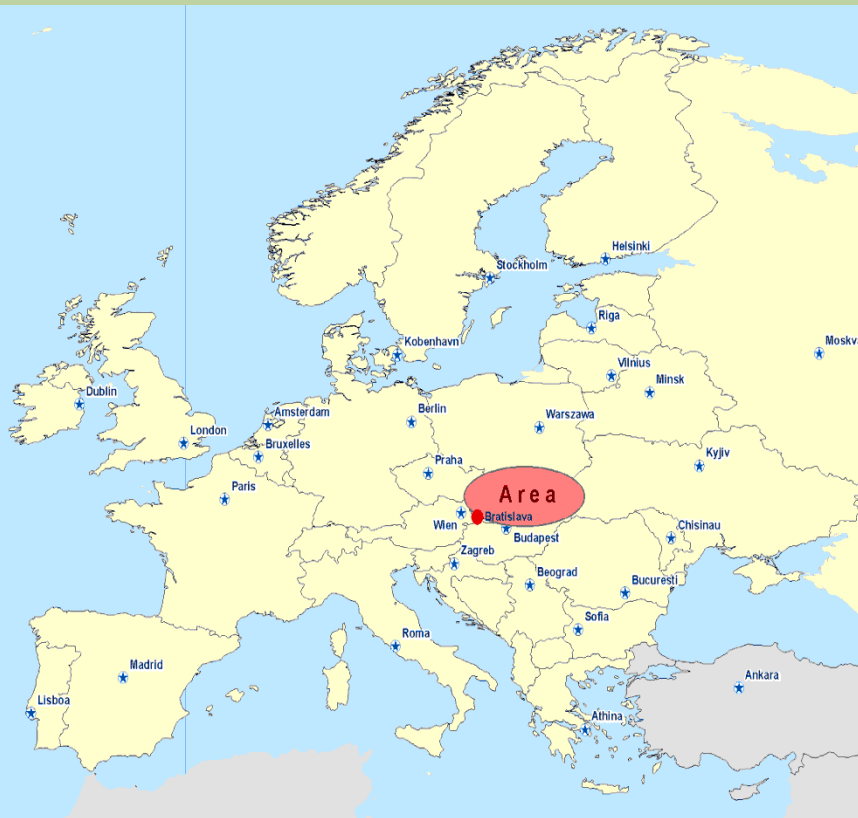 Helsinki
Stockholm
Riga
Kobenhavn
Moskva
Vilnius
Minsk
Dublin
Amsterdam
Berlin
London
Warszawa
Bruxelles
Praha
Kyjiv
Paris
Area
Bratislava
Wien
Chisinau
Budapest
Zagreb
Beograd
Bucuresti
Sofia
Roma
Madrid
Ankara
Lisboa
Athina